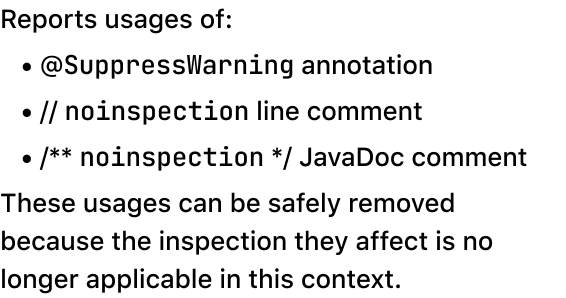 Reports usages of:
• @SuppressWarning annotation
• // noinspection line comment
• /** noinspection */ JavaDoc comment
These usages can be safely removed
because the inspection they affect is no
longer applicable in this context.